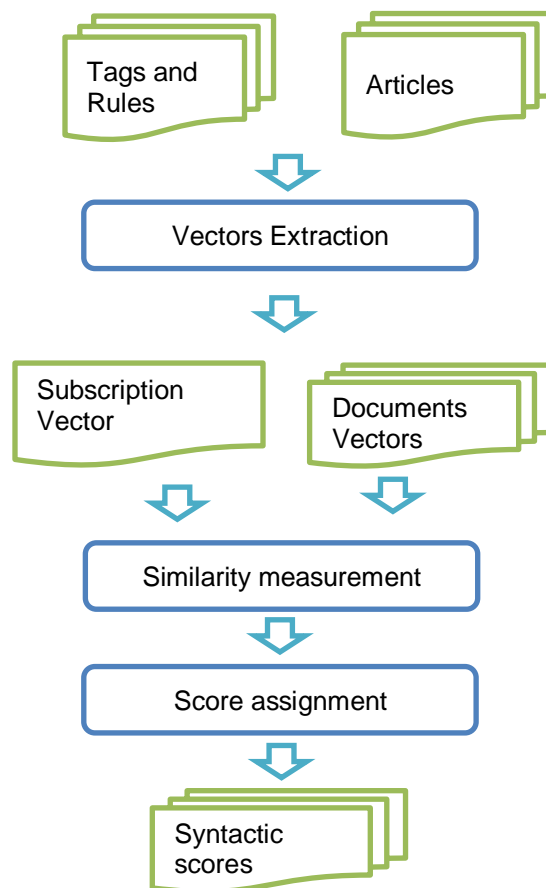 Tags and
Rules
Articles
Vectors Extraction
Subscription
Vector
Documents
Vectors
Similarity measurement
Score assignment
Syntactic
scores